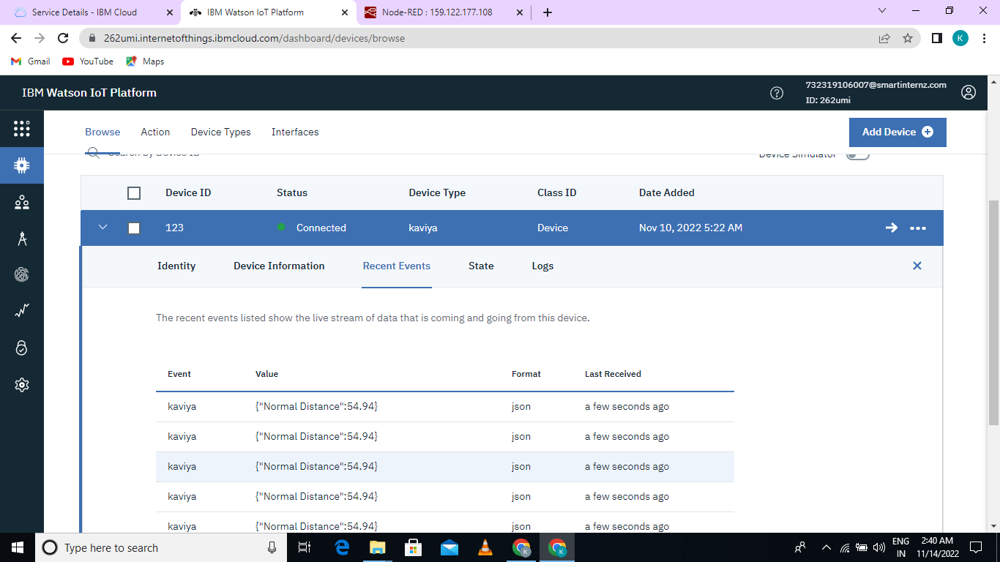 Service Details - IBM Cloud
IBM Watson IoT Platform
Node-RED : 159.122.177.108
262umi.internetofthings.ibmcloud.com/dashboard/devices/browse
K
Gmail
YouTube
Maps
IBM Watson IoT Platform
732319106007@smartinternz.com
ID: 262umi
Browse Action Device Types Interfaces
Add Device
Search by Device ID
Device Simulator
Device ID Status Device Type Class ID Date Added
123 Connected kaviya Device Nov 10, 2022 5:22 AM
Identity Device Information Recent Events State Logs
The recent events listed show the live stream of data that is coming and going from this device.
Event Value Format Last Received
kaviya {"Normal Distance":54.94} json a few seconds ago
kaviya {"Normal Distance":54.94} json a few seconds ago
kaviya {"Normal Distance":54.94} json a few seconds ago
kaviya {"Normal Distance":54.94} json a few seconds ago
kaviya {"Normal Distance":54.94} json a few seconds ago
Type here to search
K
K
ENG
IN
2:40 AM
11/14/2022